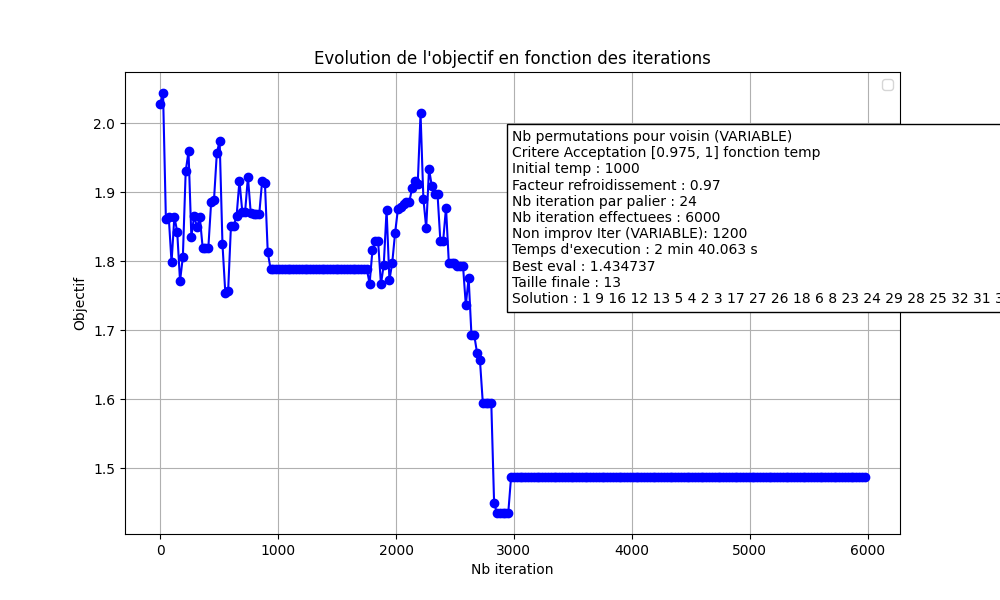 Evolution de l'objectif en fonction des iterations
Nb permutations pour voisin (VARIABLE)
Critere Acceptation [0.975, 1] fonction temp
Initial temp : 1000
Facteur refroidissement : 0.97
Nb iteration par palier : 24
Nb iteration effectuees : 6000
Non improv Iter (VARIABLE): 1200
Temps d'execution : 2 min 40.063 s
Best eval : 1.434737
Taille finale : 13
Solution : 1 9 16 12 13 5 4 2 3 17 27 26 18 6 8 23 24 29 28 25 32 31
Objectif
2.0
1.9
1.8
1.7
1.6
1.5
0 1000 2000 3000 4000 5000 6000
Nb iteration